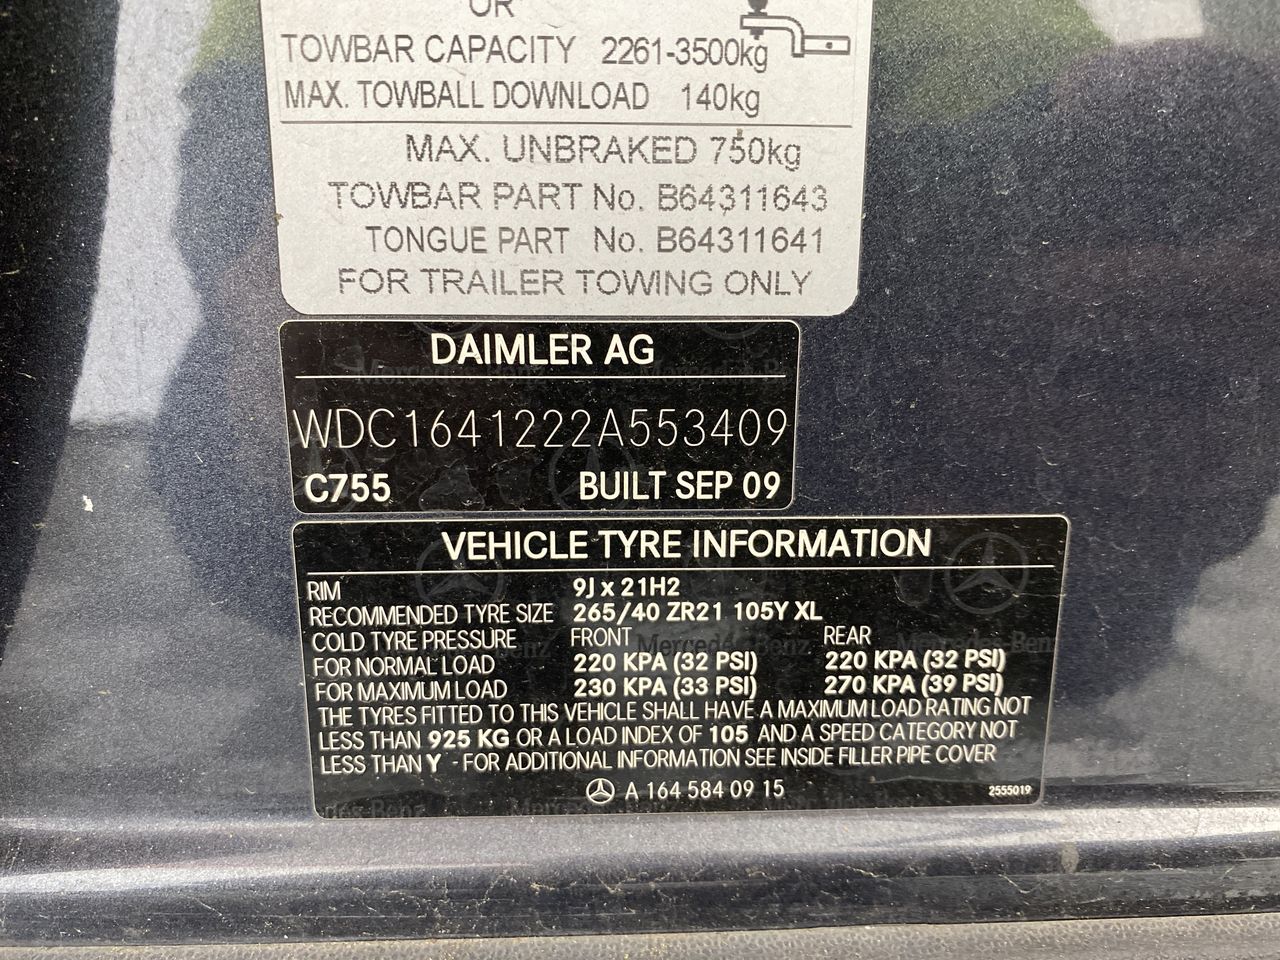 OR
TOWBAR CAPACITY 2261-3500kg
MAX. TOWBALL DOWNLOAD 140kg
MAX. UNBRAKED 750kg
TOWBAR PART No. B64311643
TONGUE PART No. B64311641
FOR TRAILER TOWING ONLY
DAIMLER AG
WDC1641222A553409
C755 BUILT SEP 09
VEHICLE TYRE INFORMATION
RIM 9J x 21H2
RECOMMENDED TYRE SIZE 265/40 ZR21 105Y XL
COLD TYRE PRESSURE FRONT REAR
FOR NORMAL LOAD 220 KPA (32 PSI) 220 KPA (32 PSI)
FOR MAXIMUM LOAD 230 KPA (33 PSI) 270 KPA (39 PSI)
THE TYRES FITTED TO THIS VEHICLE SHALL HAVE A MAXIMUM LOAD RATING NOT
LESS THAN 925 KG OR A LOAD INDEX OF 105 AND A SPEED CATEGORY NOT
LESS THAN Y - FOR ADDITIONAL INFORMATION SEE INSIDE FILLER PIPE COVER
A 164 584 09 15 2555019